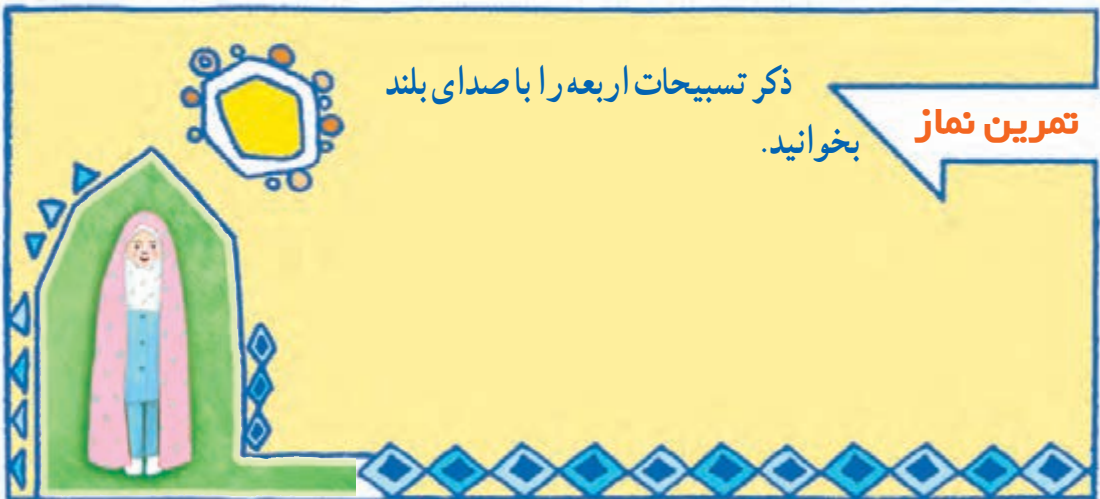 تمرین نماز
ذکر تسبیحات اربعه را با صدای بلند
بخوانید.